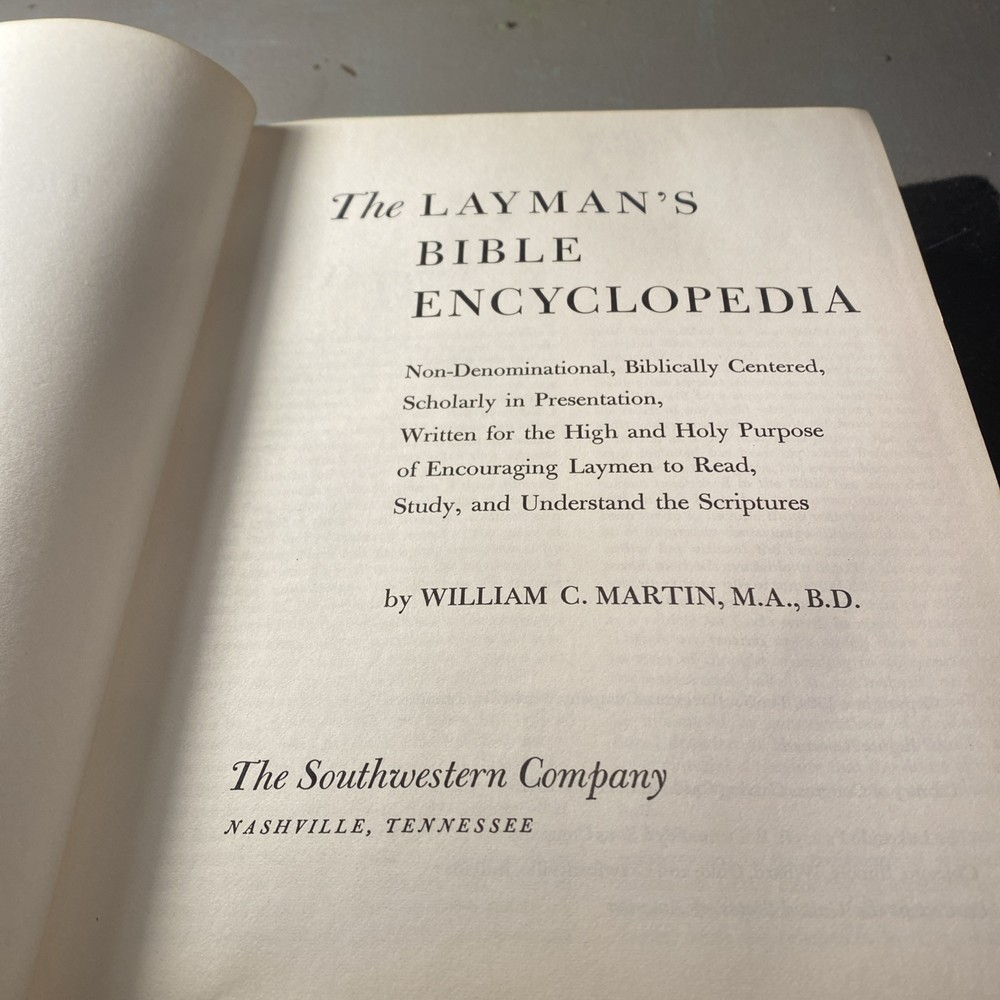 The LAYMAN'S
BIBLE
ENCYCLOPEDIA
Non-Denominational, Biblically Centered,
Scholarly in Presentation,
Written for the High and Holy Purpose
of Encouraging Laymen to Read,
Study, and Understand the Scriptures
by WILLIAM C. MARTIN, M.A., B.D.
The Southwestern Company
NASHVILLE, TENNESSEE